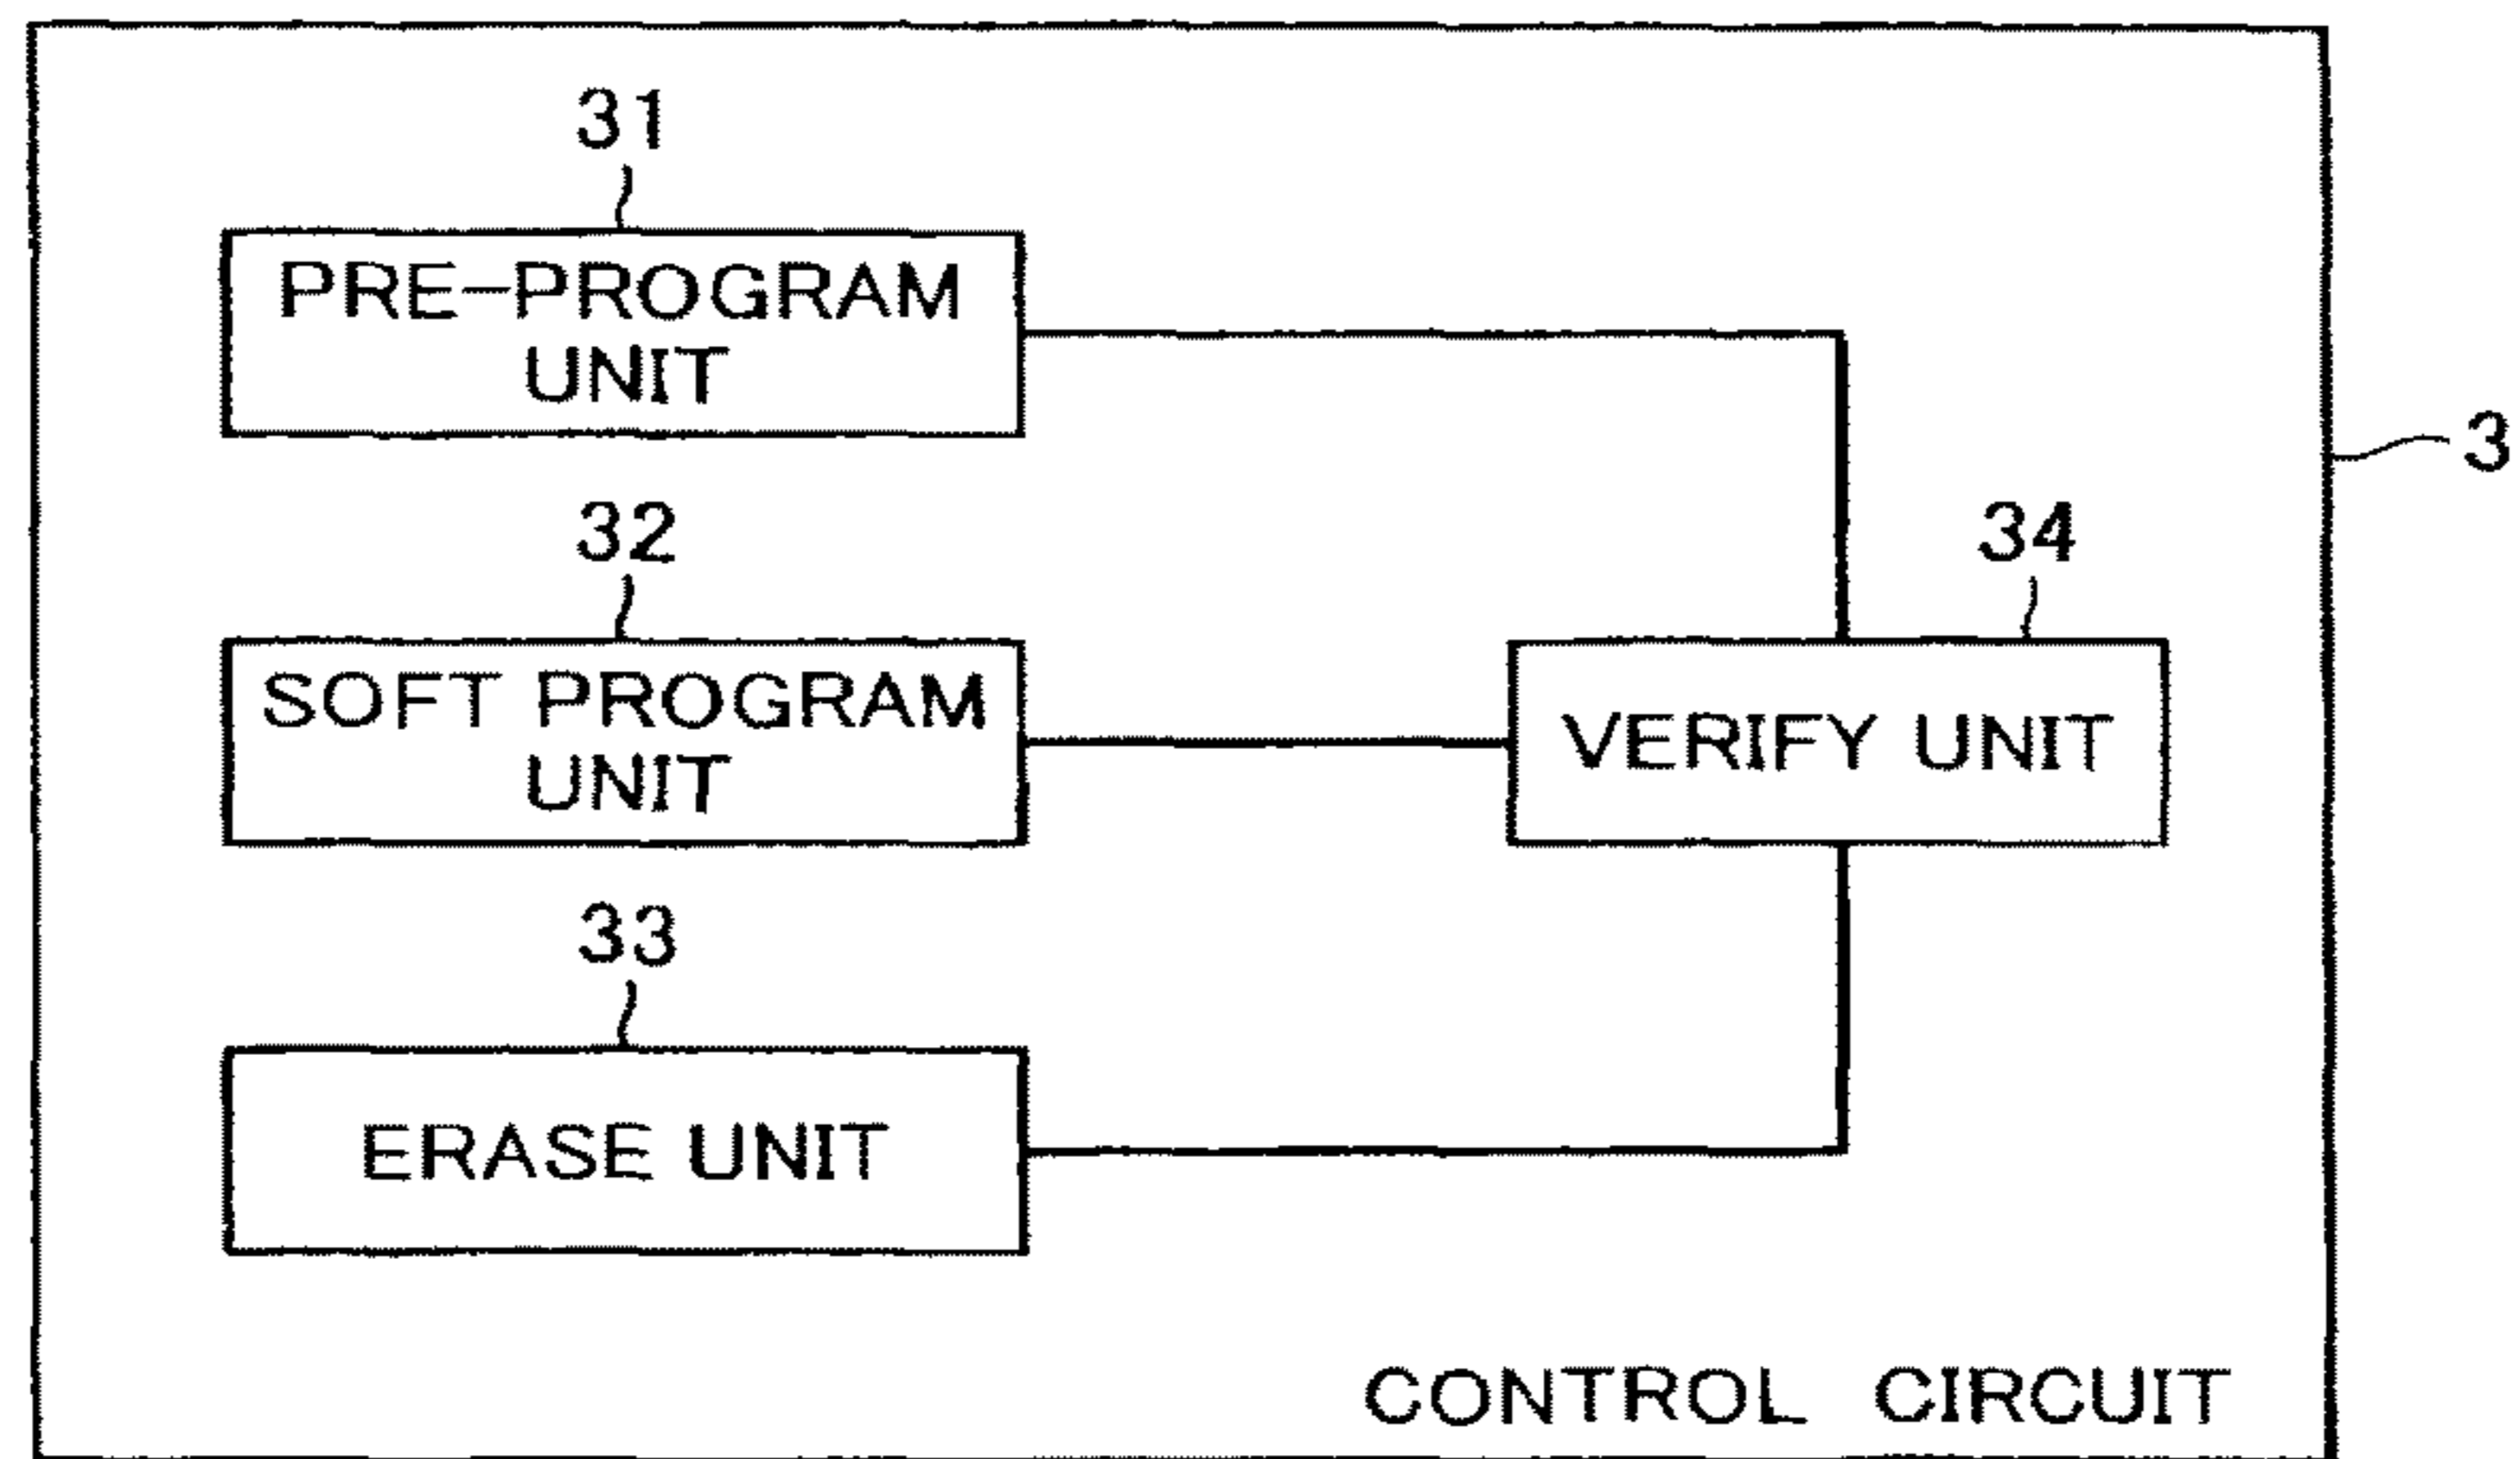 31
PRE-PROGRAM
UNIT
3
32
34
SOFT PROGRAM
UNIT
VERIFY UNIT
33
ERASE UNIT
CONTROL CIRCUIT